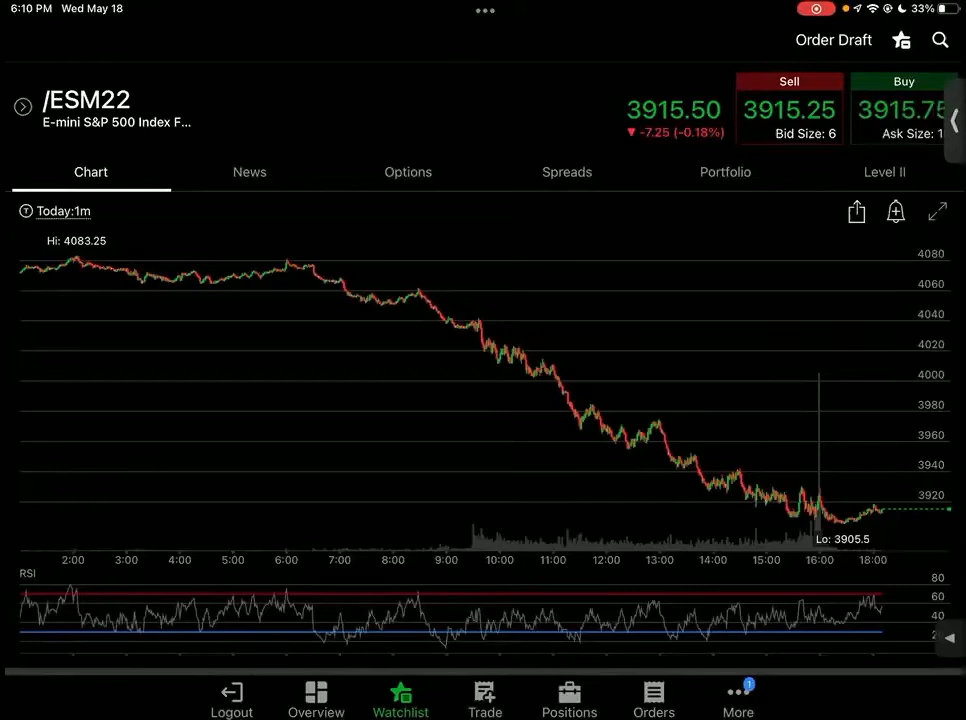 6:10 PM Wed May 18
33%
Order Draft
/ESM22
E-mini S&P 500 Index F...
3915.50
▼ -7.25 (-0.18%)
Sell
3915.25
Bid Size: 6
Buy
3915.75
Ask Size: 1
Chart News Options Spreads Portfolio Level II
T Today:1m
Hi: 4083.25
4080
4060
4040
4020
4000
3980
3960
3940
3920
Lo: 3905.5
2:00 3:00 4:00 5:00 6:00 7:00 8:00 9:00 10:00 11:00 12:00 13:00 14:00 15:00 16:00 18:00
RSI
80
60
40
2
1
Logout Overview Watchlist Trade Positions Orders More